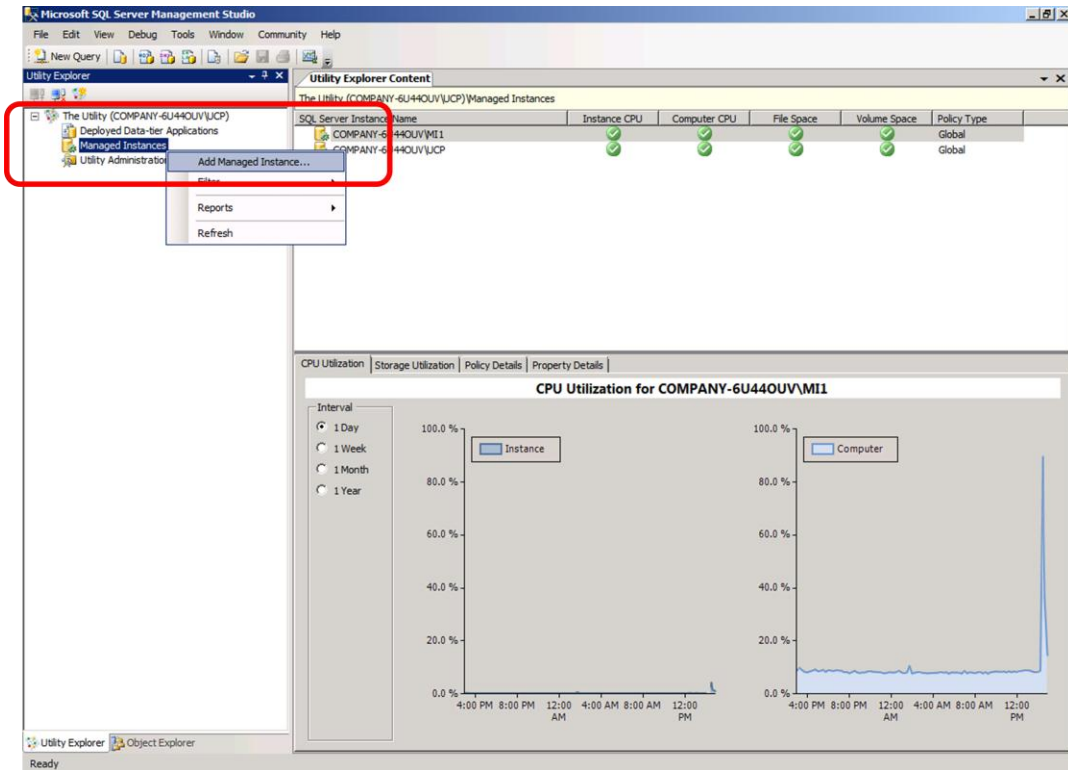 Microsoft SQL Server Management Studio
File Edit View Debug Tools Window Community Help
New Query
Utility Explorer
Utility Explorer Content
The Utility (COMPANY-6U44OUV\UCP)\Managed Instances
The Utility (COMPANY-6U44OUV\UCP)
Deployed Data-tier Applications
Managed Instances
Utility Administration
Add Managed Instance...
Filter
Reports
Refresh
SQL Server Instance Name Instance CPU Computer CPU File Space Volume Space Policy Type
COMPANY-6U44OUV\MI1 Global
COMPANY-6U44OUV\UCP Global
CPU Utilization Storage Utilization Policy Details Property Details
CPU Utilization for COMPANY-6U44OUV\MI1
Interval
1 Day
1 Week
1 Month
1 Year
100.0 %
80.0 %
60.0 %
40.0 %
20.0 %
0.0 %
Instance
4:00 PM 8:00 PM 12:00 AM 4:00 AM 8:00 AM 12:00 PM
100.0 %
80.0 %
60.0 %
40.0 %
20.0 %
0.0 %
Computer
4:00 PM 8:00 PM 12:00 AM 4:00 AM 8:00 AM 12:00 PM
Utility Explorer Object Explorer
Ready